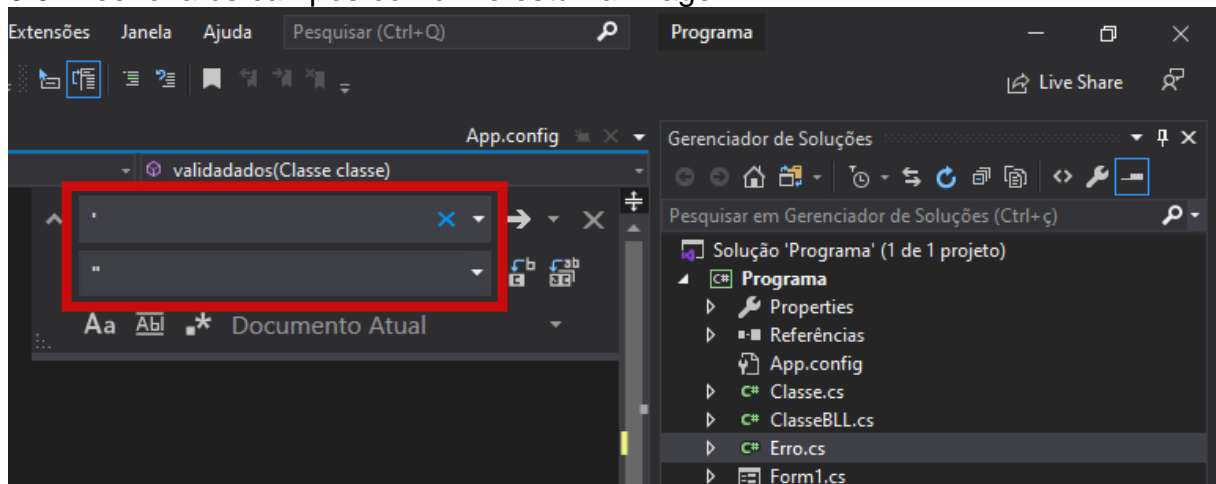 Extensões Janela Ajuda Pesquisar (Ctrl+Q) Programa
Live Share
App.config Gerenciador de Soluções
validadados(Classe classe)
'
Pesquisar em Gerenciador de Soluções (Ctrl+ç)
"
Solução 'Programa' (1 de 1 projeto)
C# Programa
Properties
Aa Abl .* Documento Atual
Referências
App.config
C# Classe.cs
C# ClasseBLL.cs
C# Erro.cs
Form1.cs